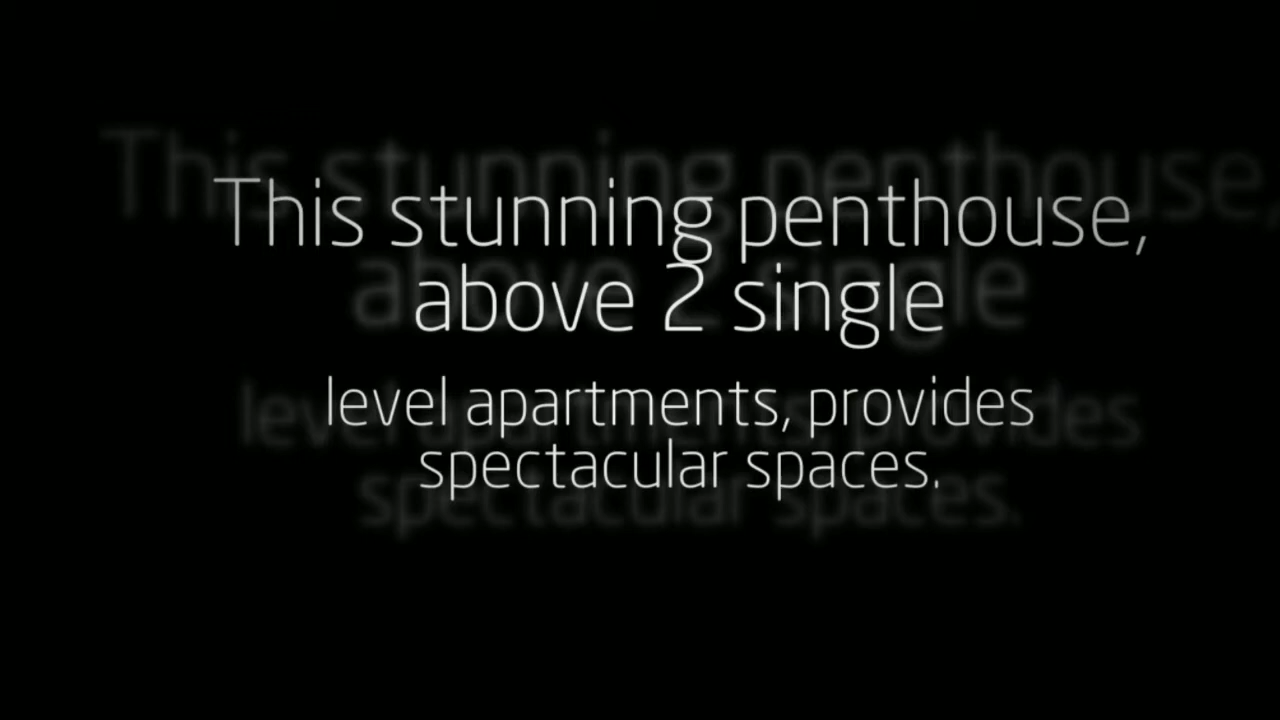 This stunning penthouse,
above 2 single
level apartments, provides
spectacular spaces.